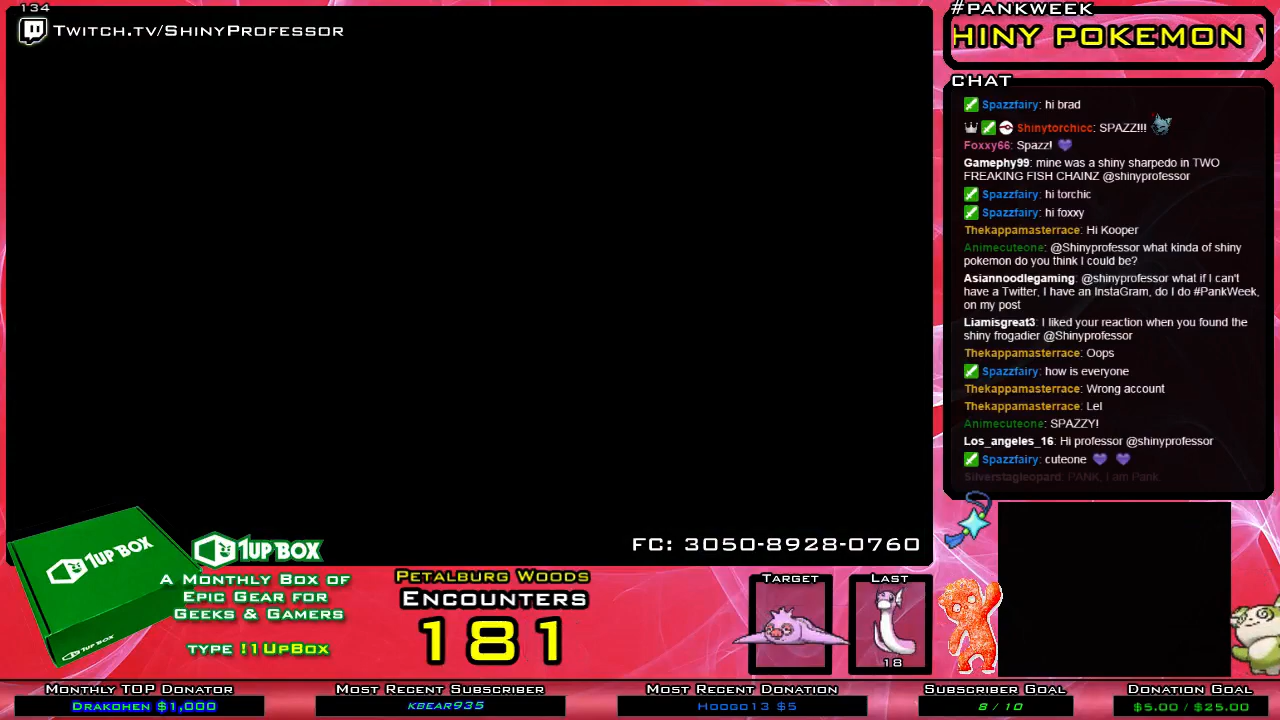 134
Twitch.tv/ShinyProfessor
#PankWeek
hiny Pokemon
Chat
Spazzfairy: hi brad
Shinytorchicc: SPAZZ!!!
Foxxy66: Spazz!
Gamephy99: mine was a shiny sharpedo in TWO
FREAKING FISH CHAINZ @shinyprofessor
Spazzfairy: hi torchic
Spazzfairy: hi foxxy
Thekappamasterrace: Hi Kooper
Animecuteone: @Shinyprofessor what kinda of shiny
pokemon do you think I could be?
Asiannoodlegaming: @shinyprofessor what if I can't
have a Twitter, I have an InstaGram, do I do #PankWeek,
on my post
Liamisgreat3: I liked your reaction when you found the
shiny frogadier @Shinyprofessor
Thekappamasterrace: Oops
Spazzfairy: how is everyone
Thekappamasterrace: Wrong account
Thekappamasterrace: Lel
Animecuteone: SPAZZY!
Los_angeles_16: Hi professor @shinyprofessor
Spazzfairy: cuteone
Silverstagleopard: PANK, I am Pank
FC: 3050-8928-0760
1UP BOX
1UP BOX
1UP BOX
A Monthly Box of
Epic Gear for
Geeks & Gamers
type !1UpBox
Petalburg Woods
Encounters
181
Target
Last
18
Monthly TOP Donator
Drakohen $1,000
Most Recent Subscriber
kbear935
Most Recent Donation
Hoogo13 $5
Subscriber Goal
8 / 10
Donation Goal
$5.00 / $25.00